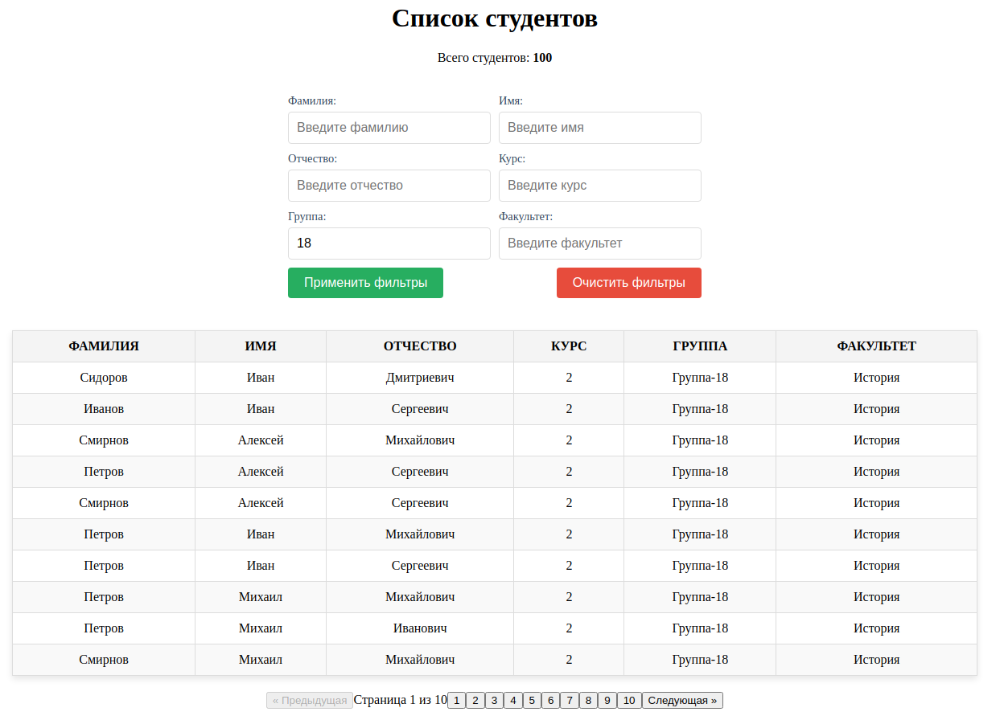 Список студентов
Всего студентов: 100
Фамилия: Имя:
Введите фамилию Введите имя
Отчество: Курс:
Введите отчество Введите курс
Группа: Факультет:
18 Введите факультет
Применить фильтры Очистить фильтры
ФАМИЛИЯ ИМЯ ОТЧЕСТВО КУРС ГРУППА ФАКУЛЬТЕТ
Сидоров Иван Дмитриевич 2 Группа-18 История
Иванов Иван Сергеевич 2 Группа-18 История
Смирнов Алексей Михайлович 2 Группа-18 История
Петров Алексей Сергеевич 2 Группа-18 История
Смирнов Алексей Сергеевич 2 Группа-18 История
Петров Иван Михайлович 2 Группа-18 История
Петров Иван Сергеевич 2 Группа-18 История
Петров Михаил Михайлович 2 Группа-18 История
Петров Михаил Иванович 2 Группа-18 История
Смирнов Михаил Михайлович 2 Группа-18 История
« Предыдущая Страница 1 из 10 1 2 3 4 5 6 7 8 9 10 Следующая »